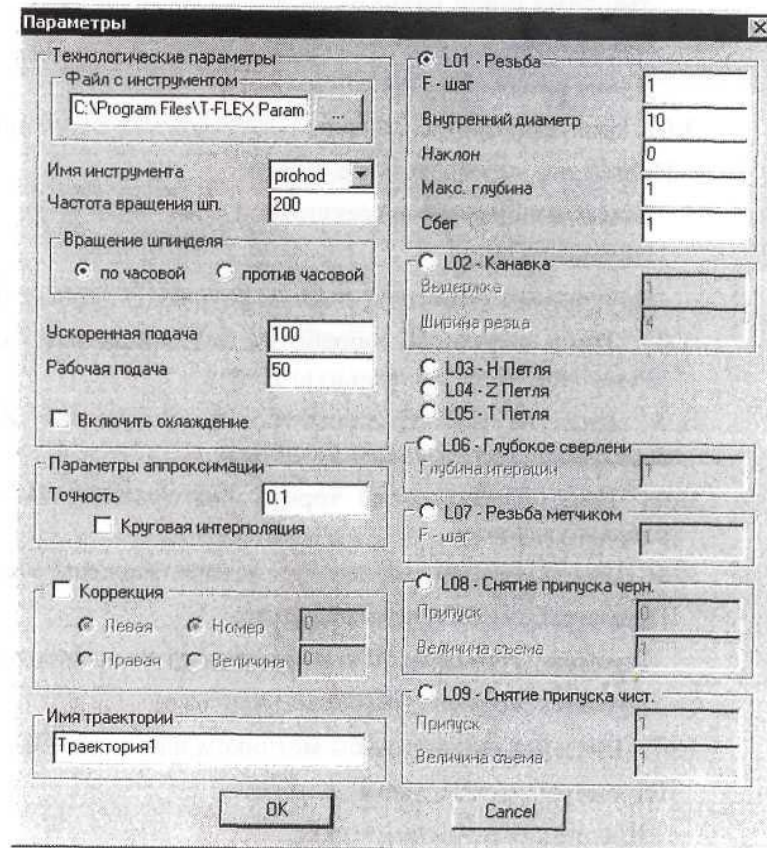 Параметры
Технологические параметры
Файл с инструментом
C:\Program Files\T-FLEX Param
...
Имя инструмента
prohod
Частота вращения шп.
200
Вращение шпинделя
по часовой
против часовой
Ускоренная подача
100
Рабочая подача
50
Включить охлаждение
Параметры аппроксимации
Точность
0.1
Круговая интерполяция
Коррекция
Левая
Номер
0
Правая
Величина
0
Имя траектории
Траектория1
L01 - Резьба
F - шаг
1
Внутренний диаметр
10
Наклон
0
Макс. глубина
1
Сбег
1
L02 - Канавка
Выдержка
1
Ширина резца
4
L03 - H Петля
L04 - Z Петля
L05 - T Петля
L06 - Глубокое сверлени
Глубина итерации
1
L07 - Резьба метчиком
F - шаг
1
L08 - Снятие припуска черн.
Припуск
0
Величина съема
1
L09 - Снятие припуска чист.
Припуск
1
Величина съема
1
OK
Cancel